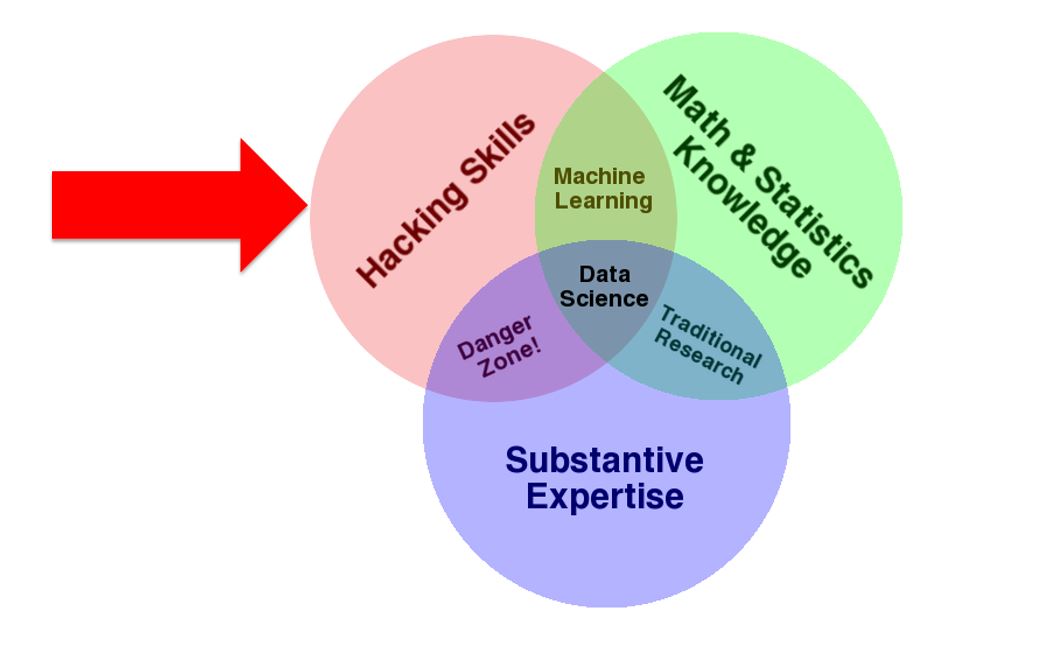 Hacking Skills
Math & Statistics
Knowledge
Machine
Learning
Data
Science
Danger
Zone!
Traditional
Research
Substantive
Expertise